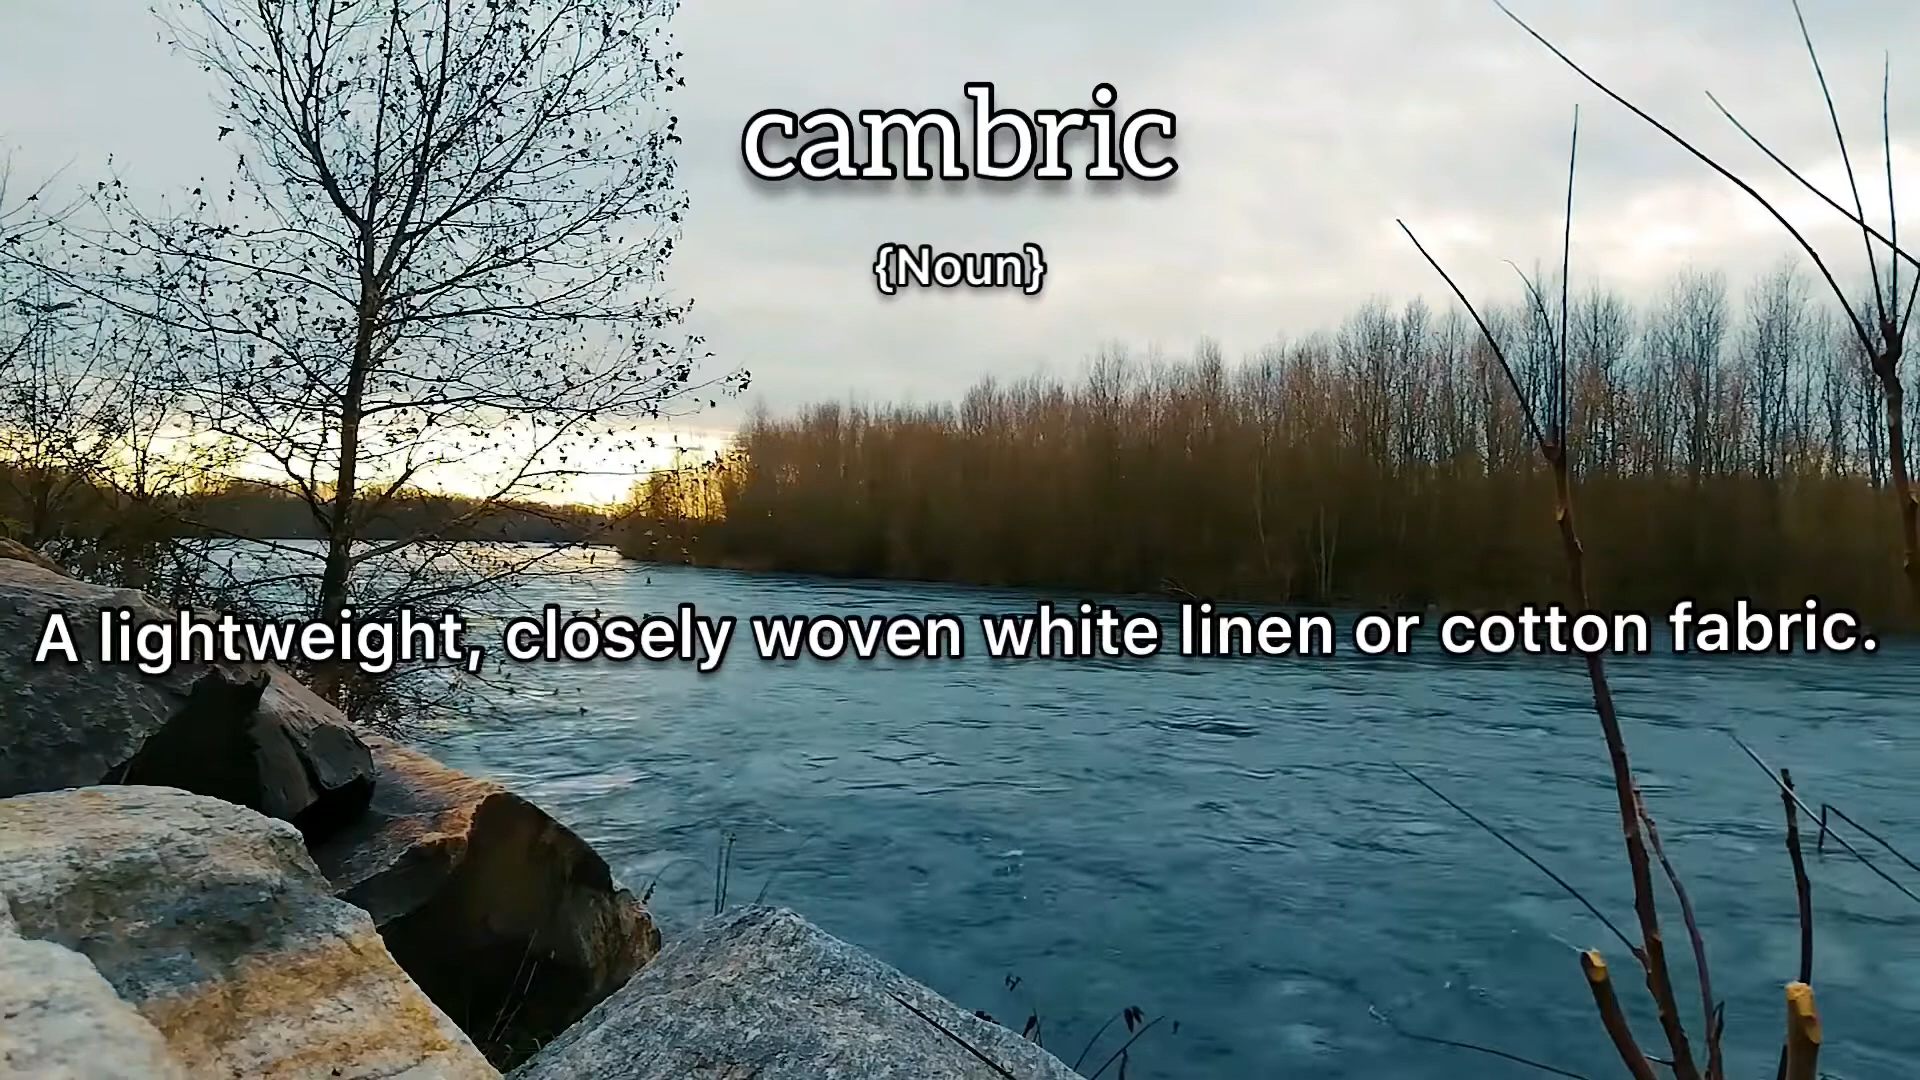 cambric
{Noun}
A lightweight, closely woven white linen or cotton fabric.